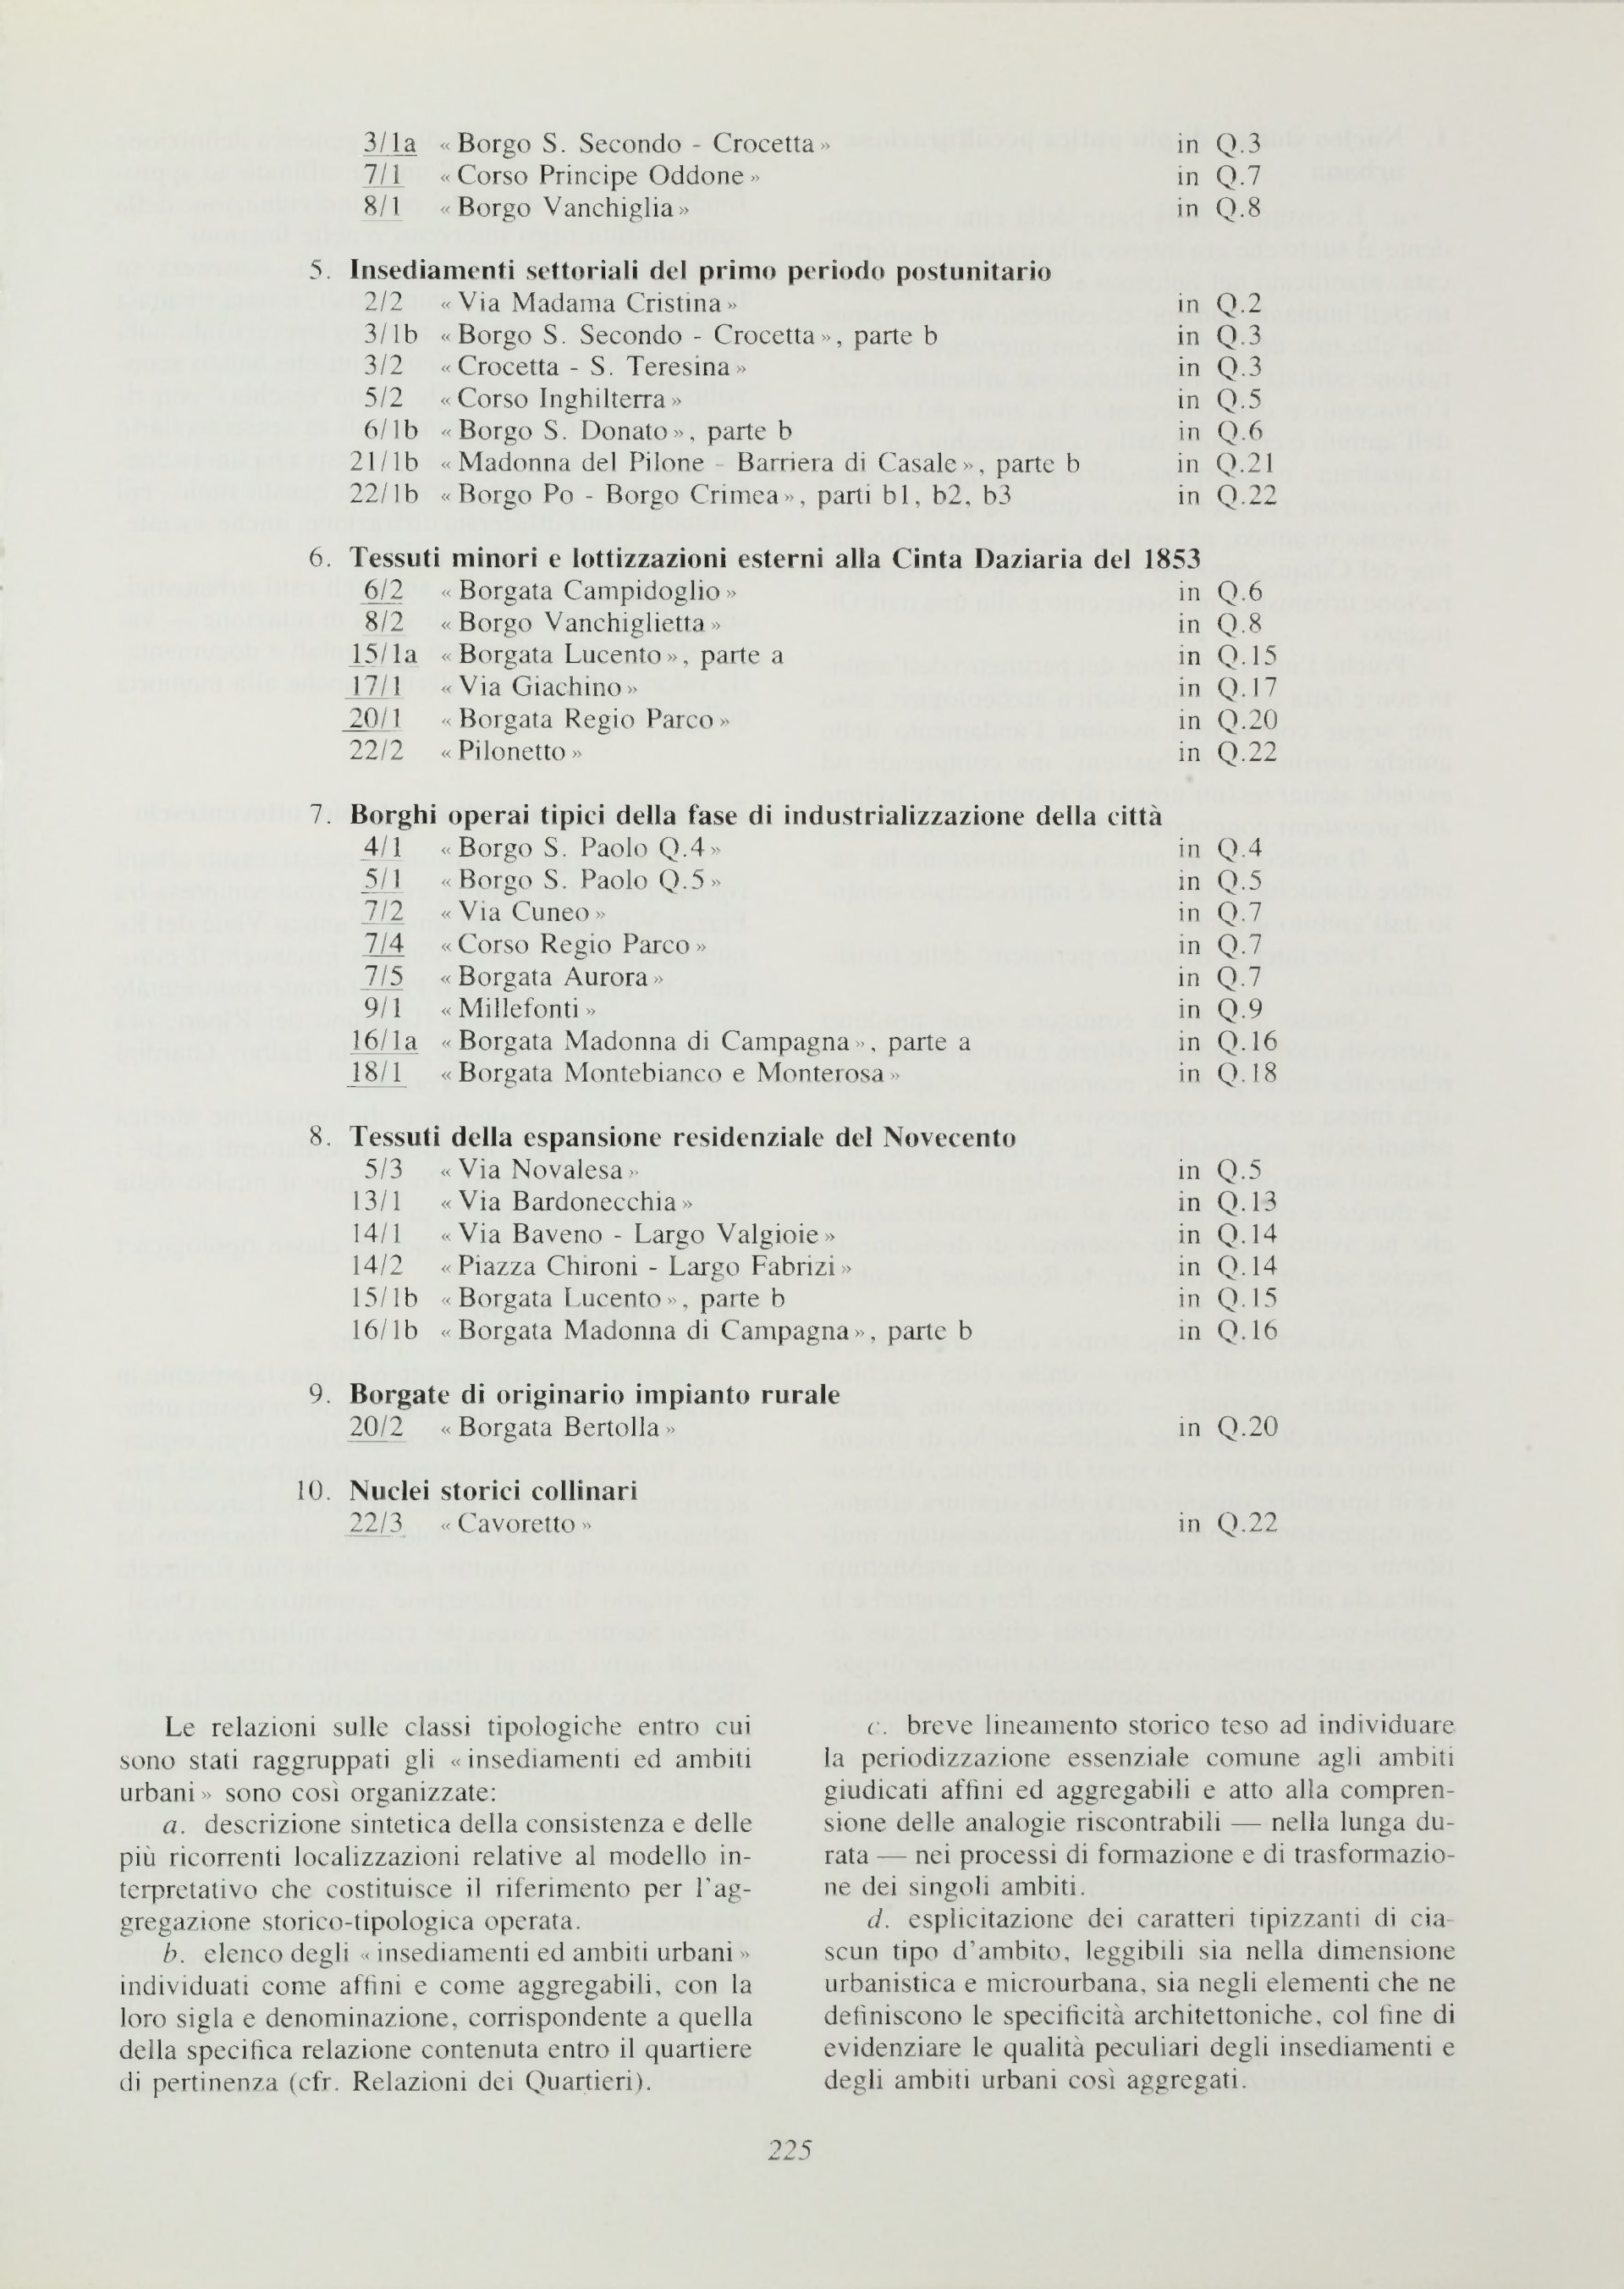 3/1a « Borgo S. Secondo - Crocetta » in Q.3
7/1 « Corso Principe Oddone » in Q.7
8/1 « Borgo Vanchiglia » in Q.8
5. Insediamenti settoriali del primo periodo postunitario
2/2 « Via Madama Cristina » in Q.2
3/1b « Borgo S. Secondo - Crocetta », parte b in Q.3
3/2 « Crocetta - S. Teresina » in Q.3
5/2 « Corso Inghilterra » in Q.5
6/1b « Borgo S. Donato », parte b in Q.6
21/1b « Madonna del Pilone - Barriera di Casale », parte b in Q.21
22/1b « Borgo Po - Borgo Crimea », parti b1, b2, b3 in Q.22
6. Tessuti minori e lottizzazioni esterni alla Cinta Daziaria del 1853
6/2 « Borgata Campidoglio » in Q.6
8/2 « Borgo Vanchiglietta » in Q.8
15/1a « Borgata Lucento », parte a in Q.15
17/1 « Via Giachino » in Q.17
20/1 « Borgata Regio Parco » in Q.20
22/2 « Pilonetto » in Q.22
7. Borghi operai tipici della fase di industrializzazione della città
4/1 « Borgo S. Paolo Q.4 » in Q.4
5/1 « Borgo S. Paolo Q.5 » in Q.5
7/2 « Via Cuneo » in Q.7
7/4 « Corso Regio Parco » in Q.7
7/5 « Borgata Aurora » in Q.7
9/1 « Millefonti » in Q.9
16/1a « Borgata Madonna di Campagna », parte a in Q.16
18/1 « Borgata Montebianco e Monterosa » in Q.18
8. Tessuti della espansione residenziale del Novecento
5/3 « Via Novalesa » in Q.5
13/1 « Via Bardonecchia » in Q.13
14/1 « Via Baveno - Largo Valgioie » in Q.14
14/2 « Piazza Chironi - Largo Fabrizi » in Q.14
15/1b « Borgata Lucento », parte b in Q.15
16/1b « Borgata Madonna di Campagna », parte b in Q.16
9. Borgate di originario impianto rurale
20/2 « Borgata Bertolla » in Q.20
10. Nuclei storici collinari
22/3 « Cavoretto » in Q.22
Le relazioni sulle classi tipologiche entro cui
sono stati raggruppati gli « insediamenti ed ambiti
urbani » sono così organizzate:
a. descrizione sintetica della consistenza e delle
più ricorrenti localizzazioni relative al modello in-
terpretativo che costituisce il riferimento per l'ag-
gregazione storico-tipologica operata.
b. elenco degli « insediamenti ed ambiti urbani »
individuati come affini e come aggregabili, con la
loro sigla e denominazione, corrispondente a quella
della specifica relazione contenuta entro il quartiere
di pertinenza (cfr. Relazioni dei Quartieri).
c. breve lineamento storico teso ad individuare
la periodizzazione essenziale comune agli ambiti
giudicati affini ed aggregabili e atto alla compren-
sione delle analogie riscontrabili — nella lunga du-
rata — nei processi di formazione e di trasformazio-
ne dei singoli ambiti.
d. esplicitazione dei caratteri tipizzanti di cia-
scun tipo d'ambito, leggibili sia nella dimensione
urbanistica e microurbana, sia negli elementi che ne
definiscono le specificità architettoniche, col fine di
evidenziare le qualità peculiari degli insediamenti e
degli ambiti urbani così aggregati.
225